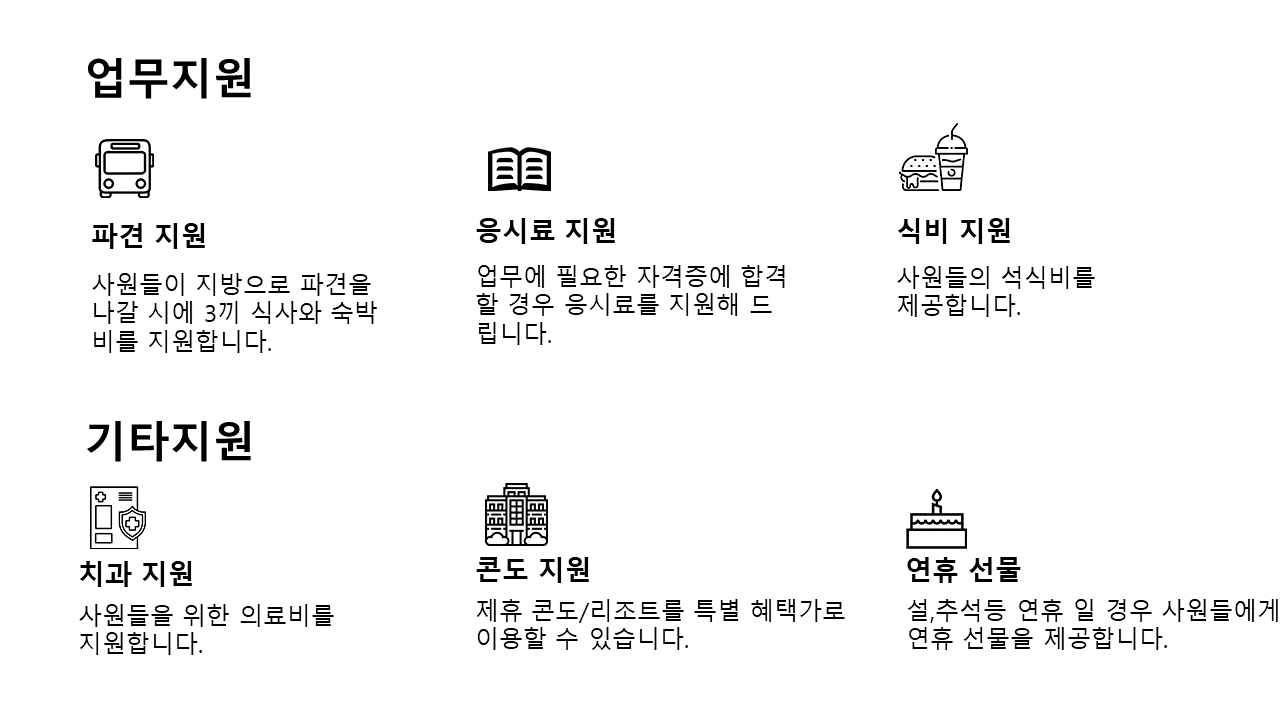 업무지원
파견 지원
사원들이 지방으로 파견을
나갈 시에 3끼 식사와 숙박
비를 지원합니다.
응시료 지원
업무에 필요한 자격증에 합격
할 경우 응시료를 지원해 드
립니다.
식비 지원
사원들의 석식비를
제공합니다.
기타지원
치과 지원
사원들을 위한 의료비를
지원합니다.
콘도 지원
제휴 콘도/리조트를 특별 혜택가로
이용할 수 있습니다.
연휴 선물
설,추석등 연휴 일 경우 사원들에게
연휴 선물을 제공합니다.